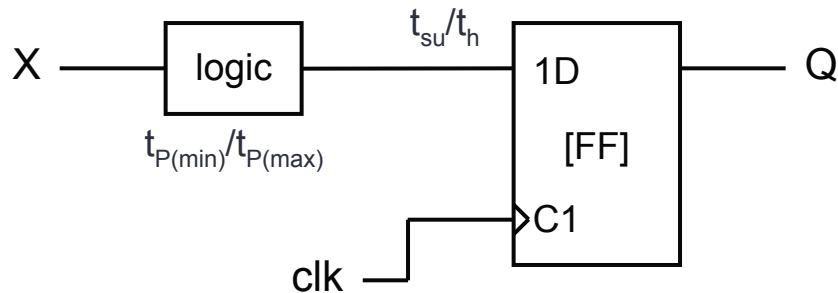 t_su/t_h
X
logic
1D
Q
t_P(min)/t_P(max)
[FF]
C1
clk